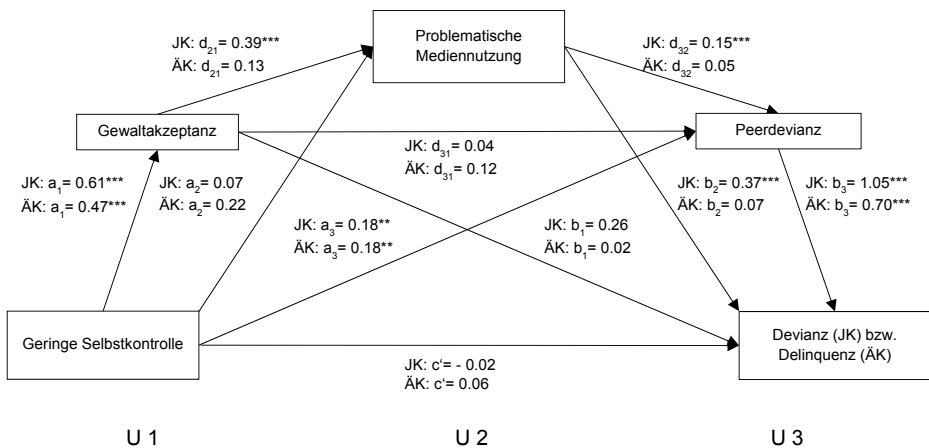 Problematische
Mediennutzung
JK: d21= 0.39***
ÄK: d21= 0.13
JK: d32= 0.15***
ÄK: d32= 0.05
Gewaltakzeptanz
Peerdevianz
JK: d31= 0.04
ÄK: d31= 0.12
JK: a1= 0.61***
ÄK: a1= 0.47***
JK: a2= 0.07
ÄK: a2= 0.22
JK: b2= 0.37***
ÄK: b2= 0.07
JK: b3= 1.05***
ÄK: b3= 0.70***
JK: a3= 0.18**
ÄK: a3= 0.18**
JK: b1= 0.26
ÄK: b1= 0.02
Geringe Selbstkontrolle
Devianz (JK) bzw.
Delinquenz (ÄK)
JK: c‘= - 0.02
ÄK: c‘= 0.06
U 1
U 2
U 3